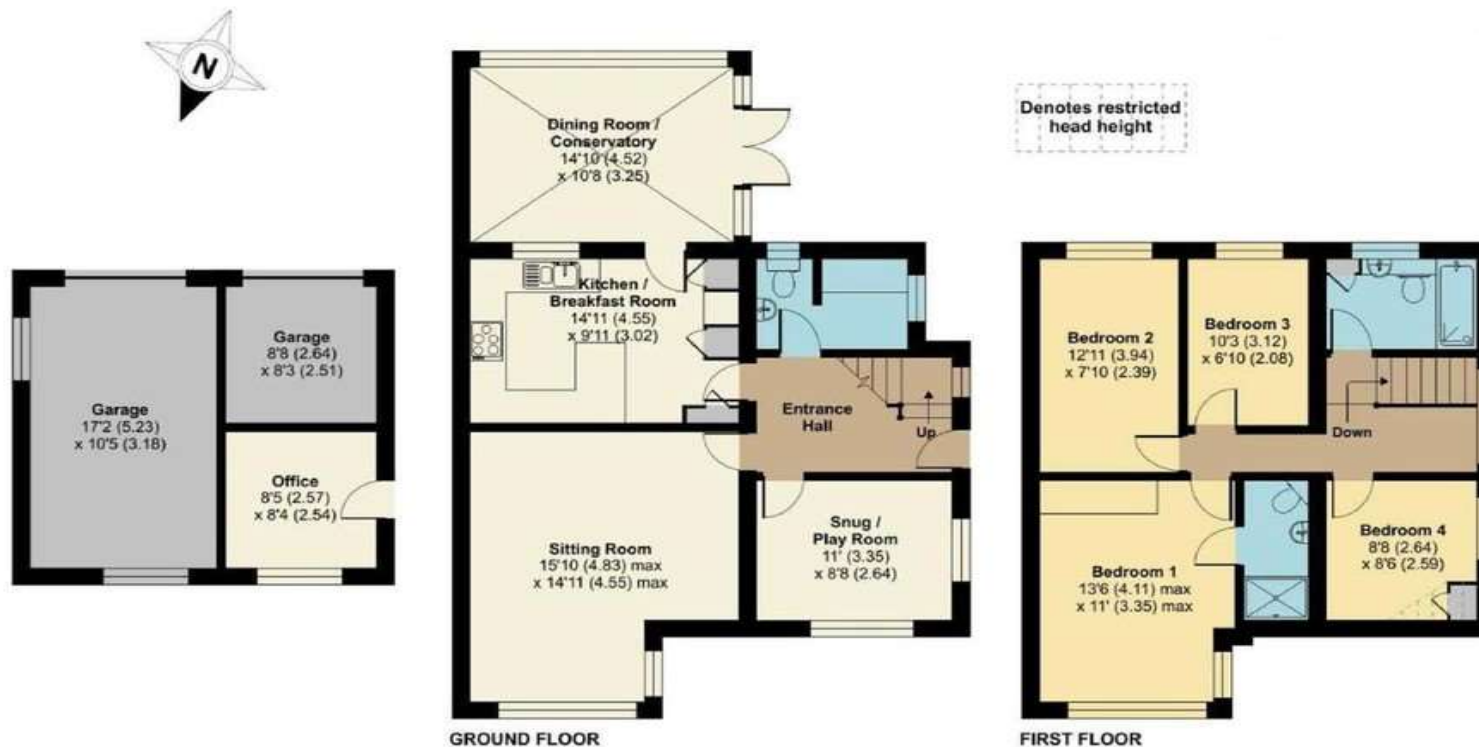 N
Dining Room /
Conservatory
14'10 (4.52)
x 10'8 (3.25)
Denotes restricted
head height
Kitchen /
Breakfast Room
14'11 (4.55)
x 9'11 (3.02)
Garage
8'8 (2.64)
x 8'3 (2.51)
Garage
17'2 (5.23)
x 10'5 (3.18)
Office
8'5 (2.57)
x 8'4 (2.54)
Entrance
Hall
Up
Sitting Room
15'10 (4.83) max
x 14'11 (4.55) max
Snug /
Play Room
11' (3.35)
x 8'8 (2.64)
GROUND FLOOR
Bedroom 2
12'11 (3.94)
x 7'10 (2.39)
Bedroom 3
10'3 (3.12)
x 6'10 (2.08)
Down
Bedroom 1
13'6 (4.11) max
x 11' (3.35) max
Bedroom 4
8'8 (2.64)
x 8'6 (2.59)
FIRST FLOOR